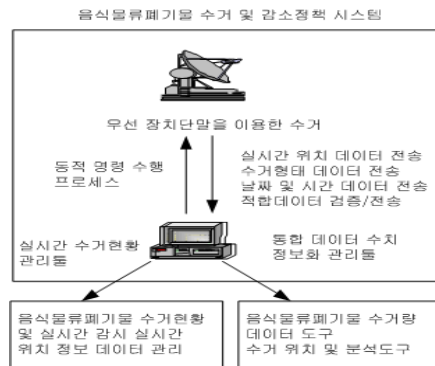 음식물류폐기물 수거 및 감소정책 시스템
무선 장치단말을 이용한 수거
동적 명령 수행
프로세스
실시간 위치 데이터 전송
수거형태 데이터 전송
날짜 및 시간 데이터 전송
적합데이터 검증/전송
실시간 수거현황
관리툴
통합 데이터 수치
정보화 관리툴
음식물류폐기물 수거현황
및 실시간 감시 실시간
위치 정보 데이터 관리
음식물류폐기물 수거량
데이터 도구
수거 위치 및 분석도구